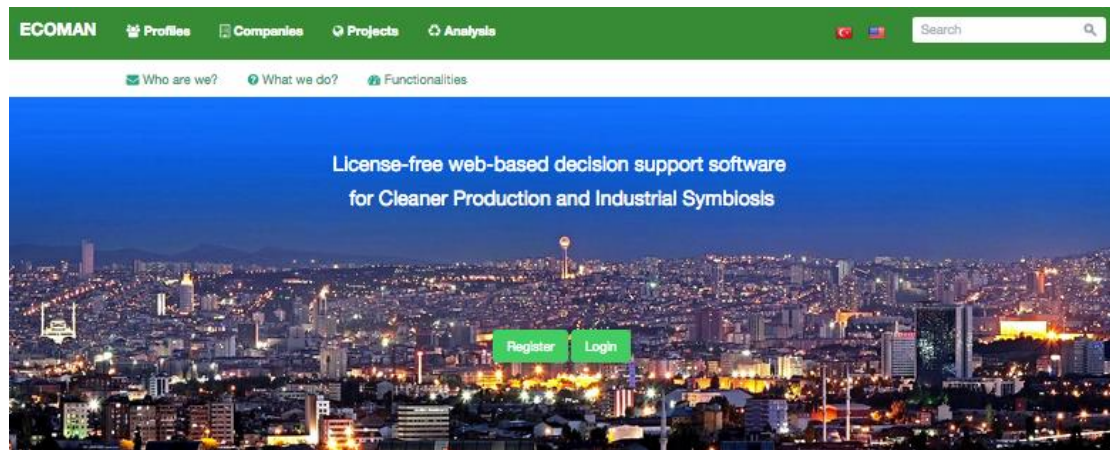 ECOMAN Profiles Companies Projects Analysis Search
Who are we? What we do? Functionalities
License-free web-based decision support software
for Cleaner Production and Industrial Symbiosis
Register Login